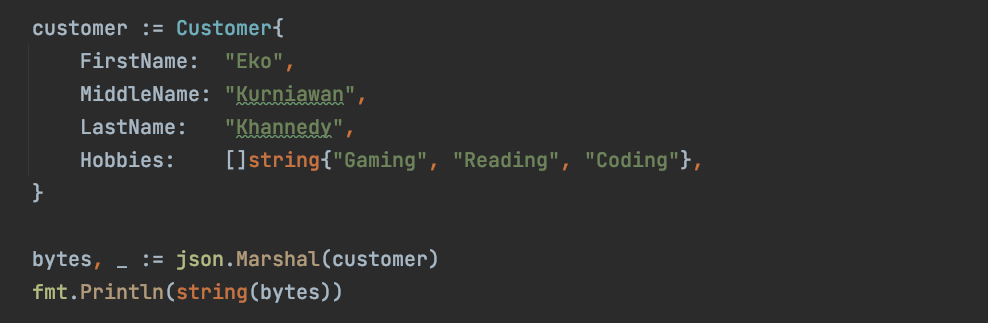 customer := Customer{
    FirstName:  "Eko",
    MiddleName: "Kurniawan",
    LastName:   "Khannedy",
    Hobbies:    []string{"Gaming", "Reading", "Coding"},
}

bytes, _ := json.Marshal(customer)
fmt.Println(string(bytes))